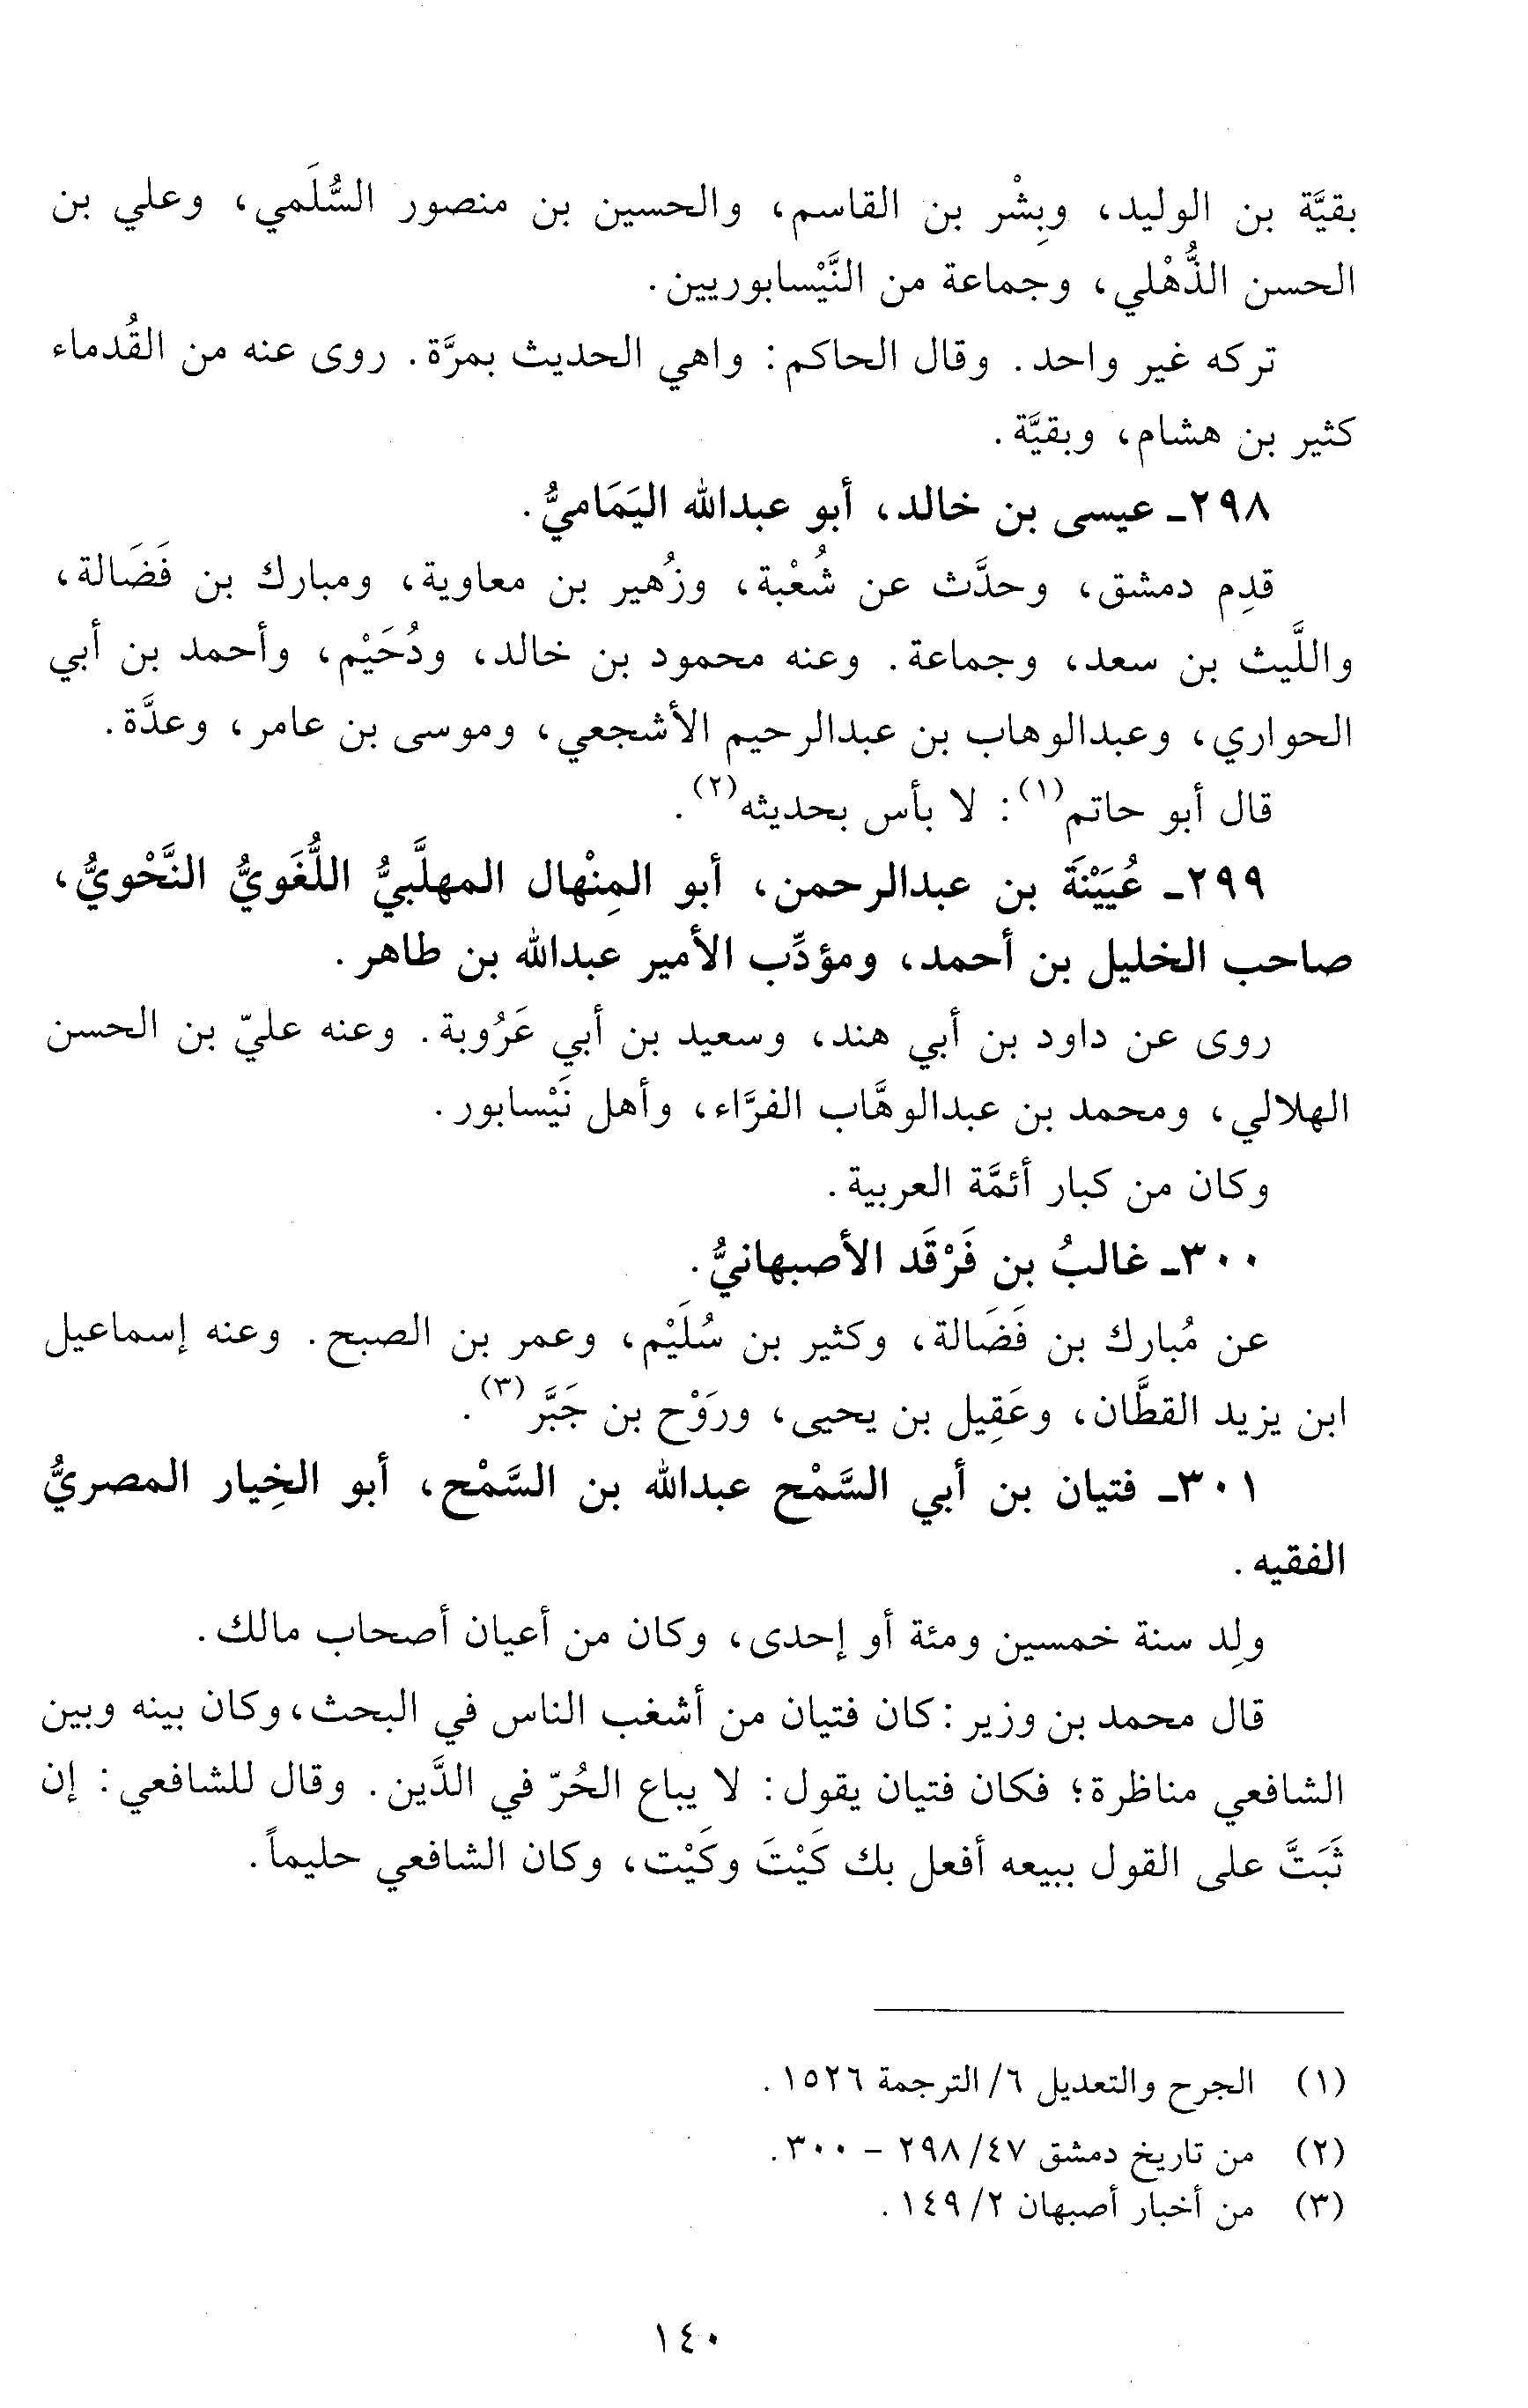 بقيَّة بن الوليد، وبِشْر بن القاسم، والحسين بن منصور السُّلَمي، وعلي بن
الحسن الذُّهْلي، وجماعة من النَّيْسابوريين.
تركه غير واحد. وقال الحاكم: واهي الحديث بمرَّة. روى عنه من القُدماء
كثير بن هشام، وبقيَّة.
٢٩٨ـ عيسى بن خالد، أبو عبدالله اليَمَاميُّ.
قدِم دمشق، وحدَّث عن شُعْبة، وزُهير بن معاوية، ومبارك بن فَضَالة،
واللَّيث بن سعد، وجماعة. وعنه محمود بن خالد، ودُحَيْم، وأحمد بن أبي
الحواري، وعبدالوهاب بن عبدالرحيم الأشجعي، وموسى بن عامر، وعدَّة.
قال أبو حاتم(١): لا بأس بحديثه(٢).
٢٩٩ـ عُيَيْنَة بن عبدالرحمن، أبو المِنْهال المهلَّبيُّ اللُّغَويُّ النَّحْويُّ،
صاحب الخليل بن أحمد، ومؤدِّب الأمير عبدالله بن طاهر.
روى عن داود بن أبي هند، وسعيد بن أبي عَرُوبة. وعنه عليّ بن الحسن
الهلالي، ومحمد بن عبدالوهَّاب الفرَّاء، وأهل نَيْسابور.
وكان من كبار أئمَّة العربية.
٣٠٠ـ غالبُ بن فَرْقَد الأصبهانيُّ.
عن مُبارك بن فَضَالة، وكثير بن سُلَيْم، وعمر بن الصبح. وعنه إسماعيل
ابن يزيد القطَّان، وعَقِيل بن يحيى، ورَوْح بن جَبَّر(٣).
٣٠١ـ فتيان بن أبي السَّمْح عبدالله بن السَّمْح، أبو الخِيار المصريُّ
الفقيه.
ولِد سنة خمسين ومئة أو إحدى، وكان من أعيان أصحاب مالك.
قال محمد بن وزير: كان فتيان من أشغب الناس في البحث، وكان بينه وبين
الشافعي مناظرة؛ فكان فتيان يقول: لا يباع الحُرّ في الدَّين. وقال للشافعي: إن
ثَبَتَّ على القول ببيعه أفعل بك كَيْتَ وكَيْت، وكان الشافعي حليماً.
(١) الجرح والتعديل ٦/ الترجمة ١٥٢٦.
(٢) من تاريخ دمشق ٤٧/ ٢٩٨ - ٣٠٠.
(٣) من أخبار أصبهان ٢/ ١٤٩.
١٤٠